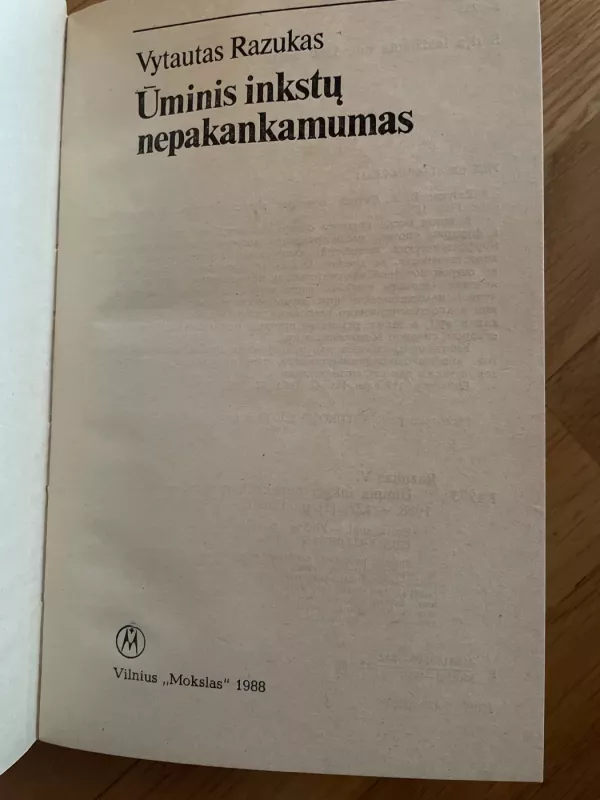 Vytautas Razukas
Ūminis inkstų
nepakankamumas
M
Vilnius „Mokslas" 1988